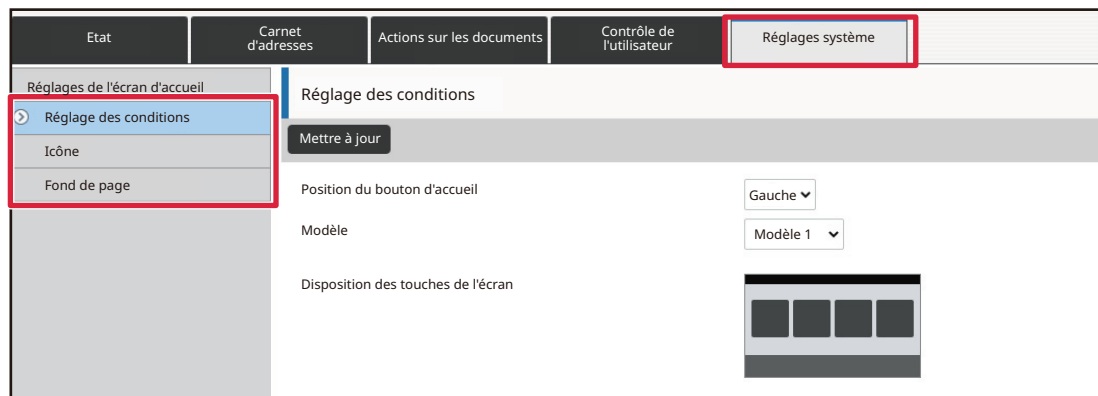 Etat
Carnet
d'adresses
Actions sur les documents
Contrôle de
l'utilisateur
Réglages système
Réglages de l'écran d'accueil
Réglage des conditions
Icône
Fond de page
Réglage des conditions
Mettre à jour
Position du bouton d'accueil
Gauche
Modèle
Modèle 1
Disposition des touches de l'écran